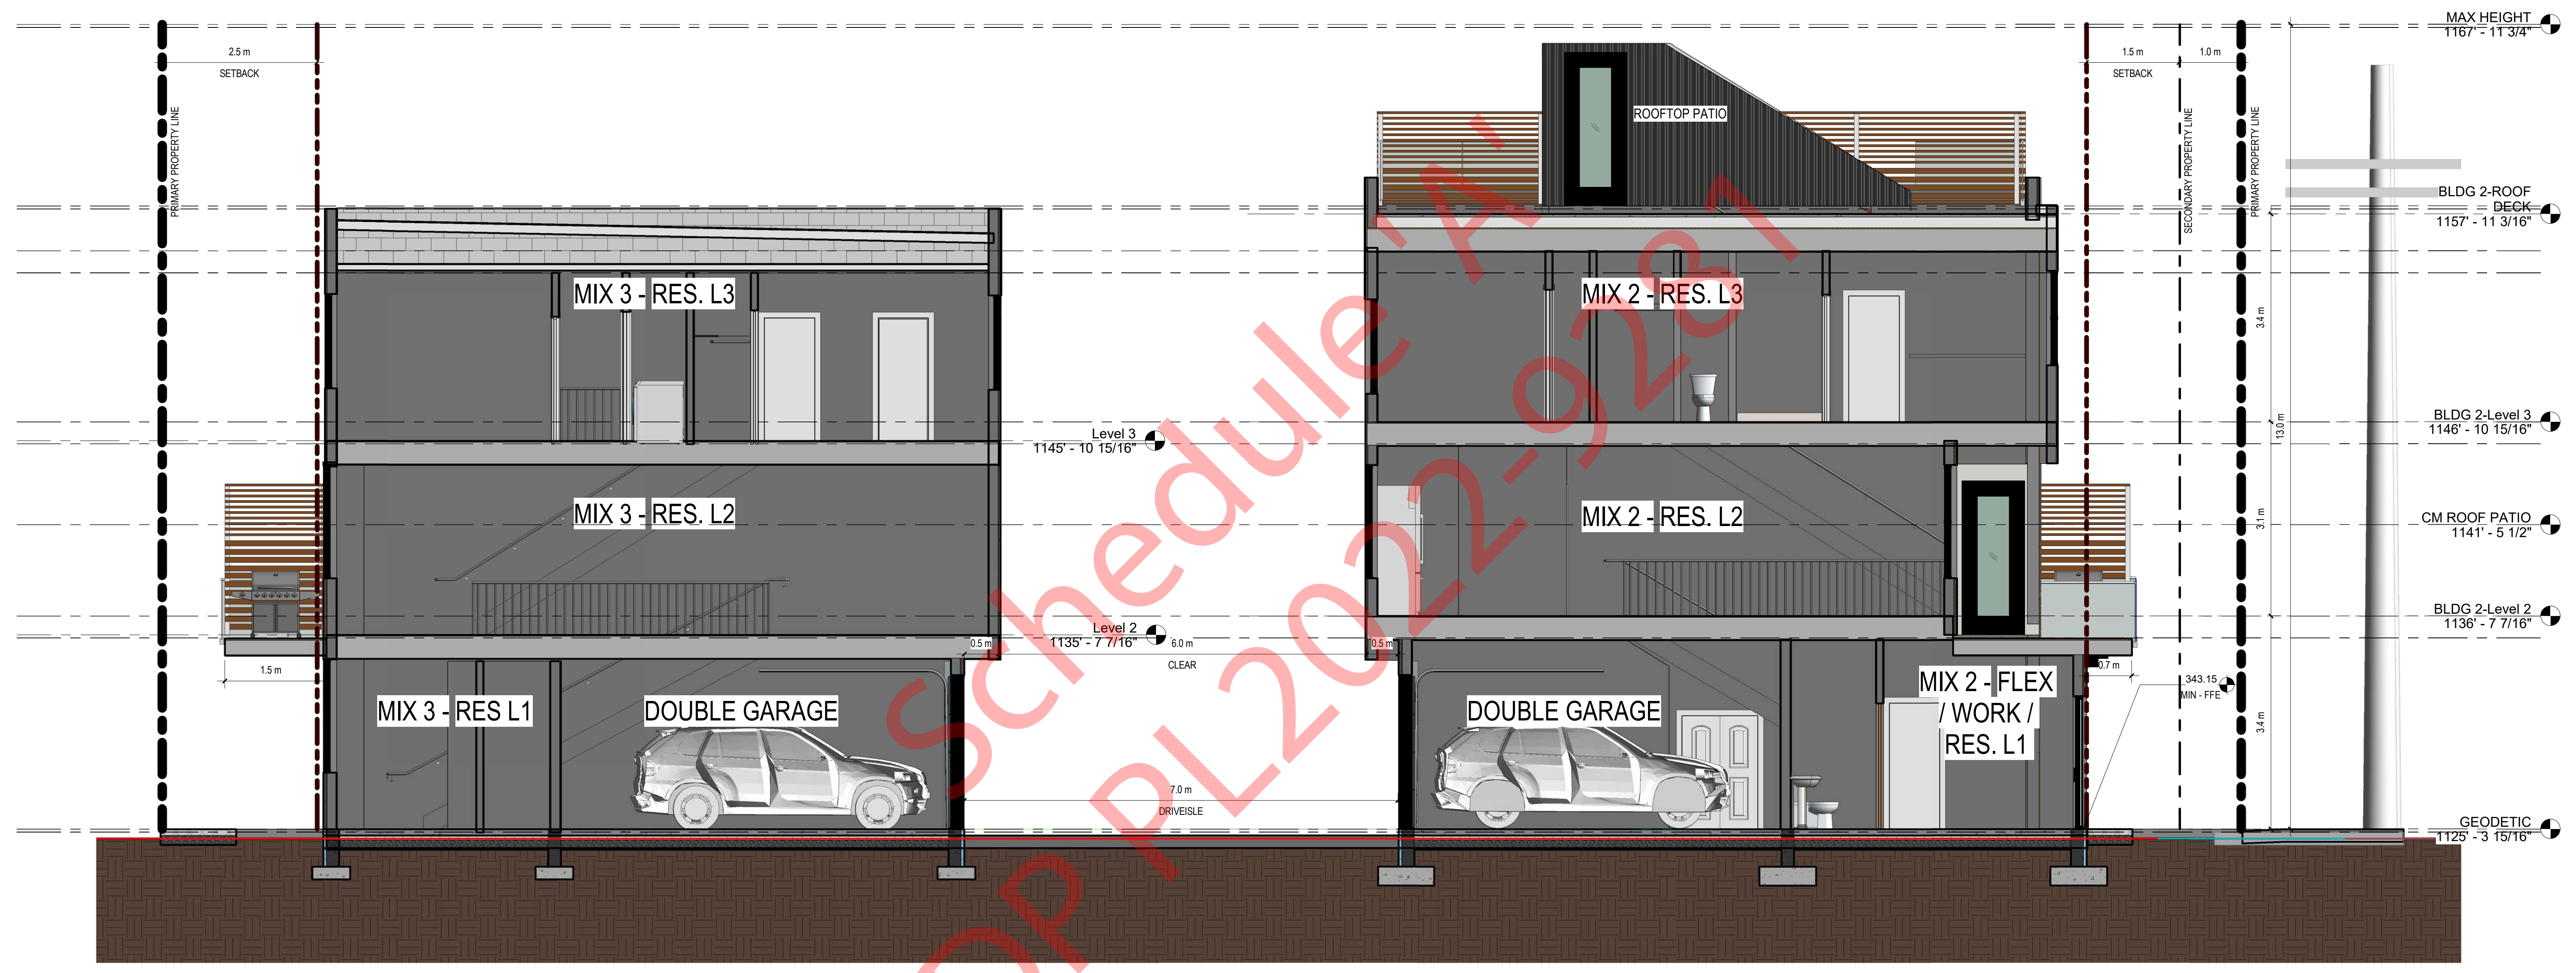 MAX HEIGHT
1167' - 11 3/4"
2.5 m
SETBACK
1.5 m
SETBACK
1.0 m
PRIMARY PROPERTY LINE
ROOFTOP PATIO
SECONDARY PROPERTY LINE
PRIMARY PROPERTY LINE
BLDG 2-ROOF
DECK
1157' - 11 3/16"
MIX 3 - RES. L3
MIX 2 - RES. L3
3.4 m
Level 3
1145' - 10 15/16"
BLDG 2-Level 3
1146' - 10 15/16"
13.0 m
MIX 3 - RES. L2
MIX 2 - RES. L2
3.1 m
CM ROOF PATIO
1141' - 5 1/2"
Level 2
1135' - 7 7/16"
BLDG 2-Level 2
1136' - 7 7/16"
0.5 m
6.0 m
CLEAR
0.5 m
1.5 m
0.7 m
343.15
MIN - FFE
MIX 3 - RES L1
DOUBLE GARAGE
DOUBLE GARAGE
MIX 2 - FLEX
/ WORK /
RES. L1
3.4 m
7.0 m
DRIVEISLE
GEODETIC
1125' - 3 15/16"
Schedule 'A'
DP PL2022-9281